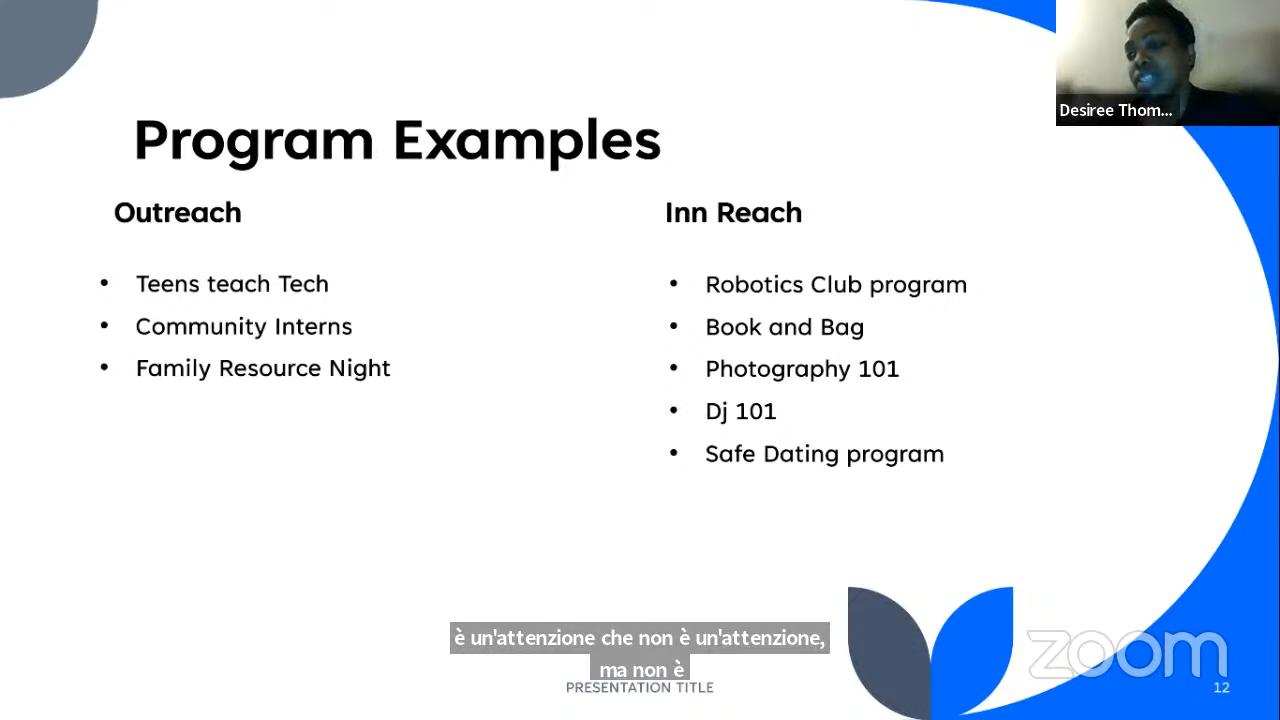 Desiree Thom...
Program Examples
Outreach
• Teens teach Tech
• Community Interns
• Family Resource Night
Inn Reach
• Robotics Club program
• Book and Bag
• Photography 101
• Dj 101
• Safe Dating program
è un'attenzione che non è un'attenzione,
ma non è
PRESENTATION TITLE
zoom
12